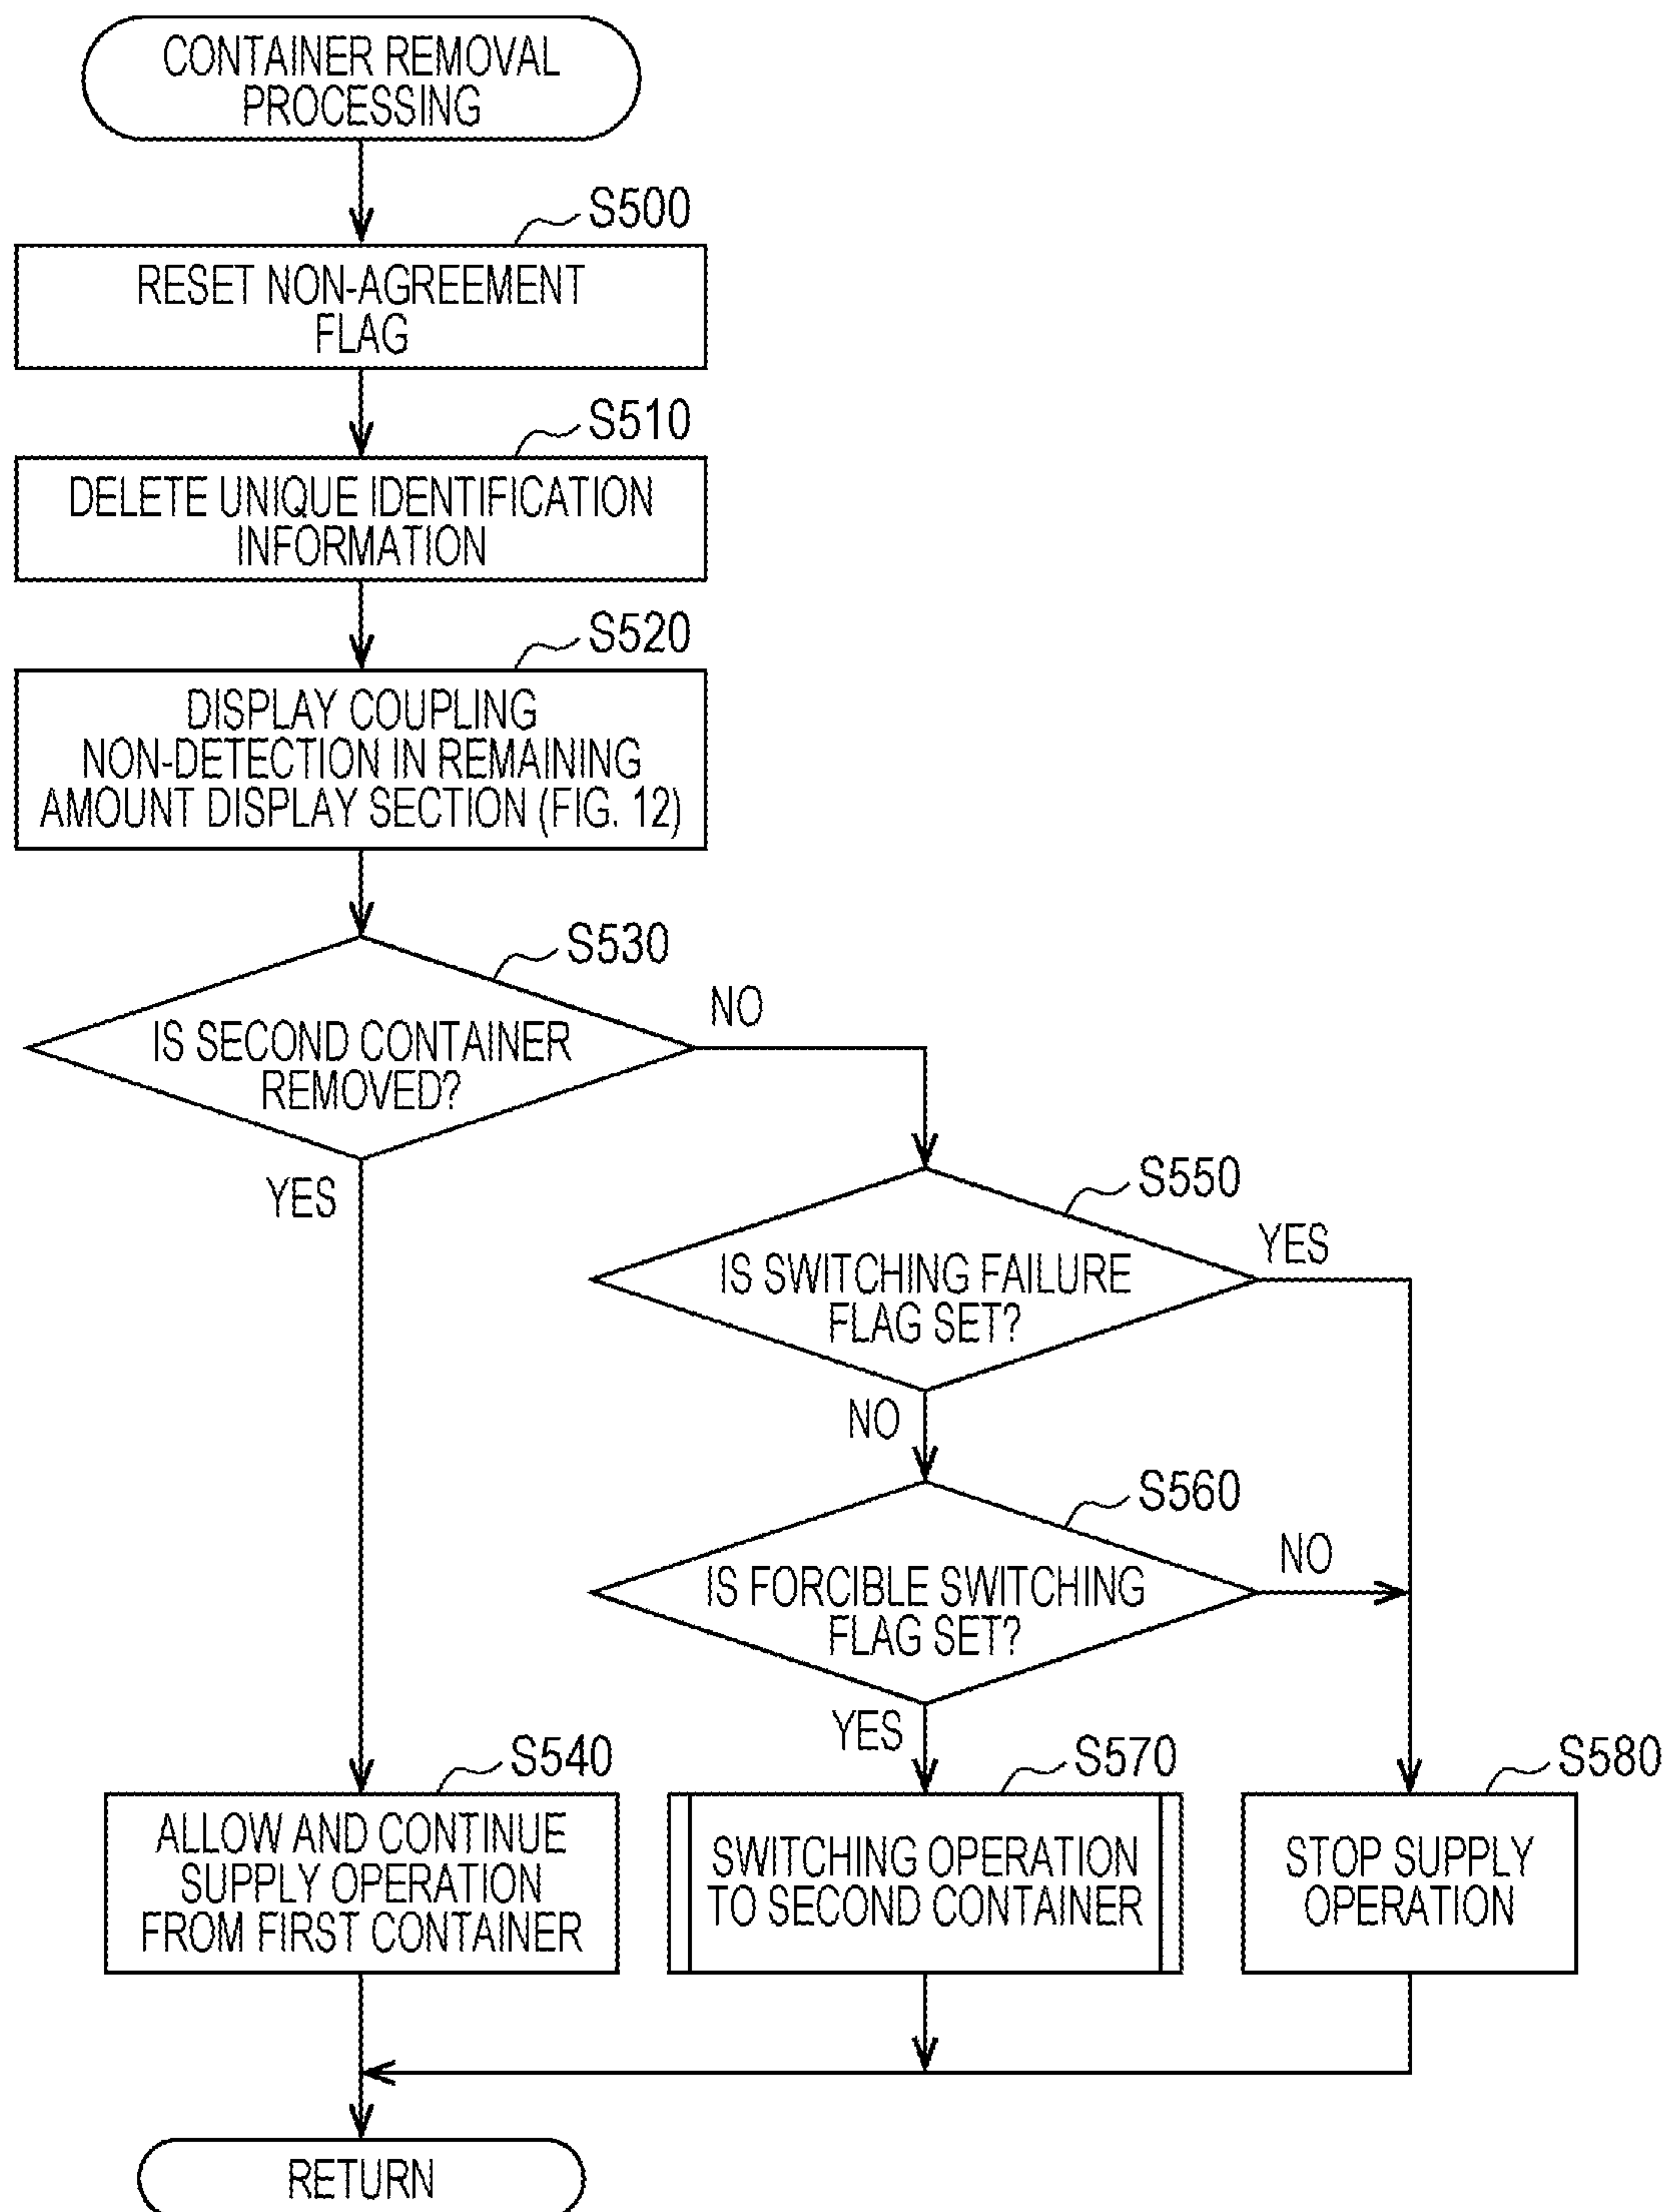 CONTAINER REMOVAL
PROCESSING
S500
RESET NON-AGREEMENT
FLAG
S510
DELETE UNIQUE IDENTIFICATION
INFORMATION
S520
DISPLAY COUPLING
NON-DETECTION IN REMAINING
AMOUNT DISPLAY SECTION (FIG. 12)
S530
IS SECOND CONTAINER
REMOVED?
NO
YES
S550
IS SWITCHING FAILURE
FLAG SET?
YES
NO
S560
IS FORCIBLE SWITCHING
FLAG SET?
NO
YES
S540
ALLOW AND CONTINUE
SUPPLY OPERATION
FROM FIRST CONTAINER
S570
SWITCHING OPERATION
TO SECOND CONTAINER
S580
STOP SUPPLY
OPERATION
RETURN